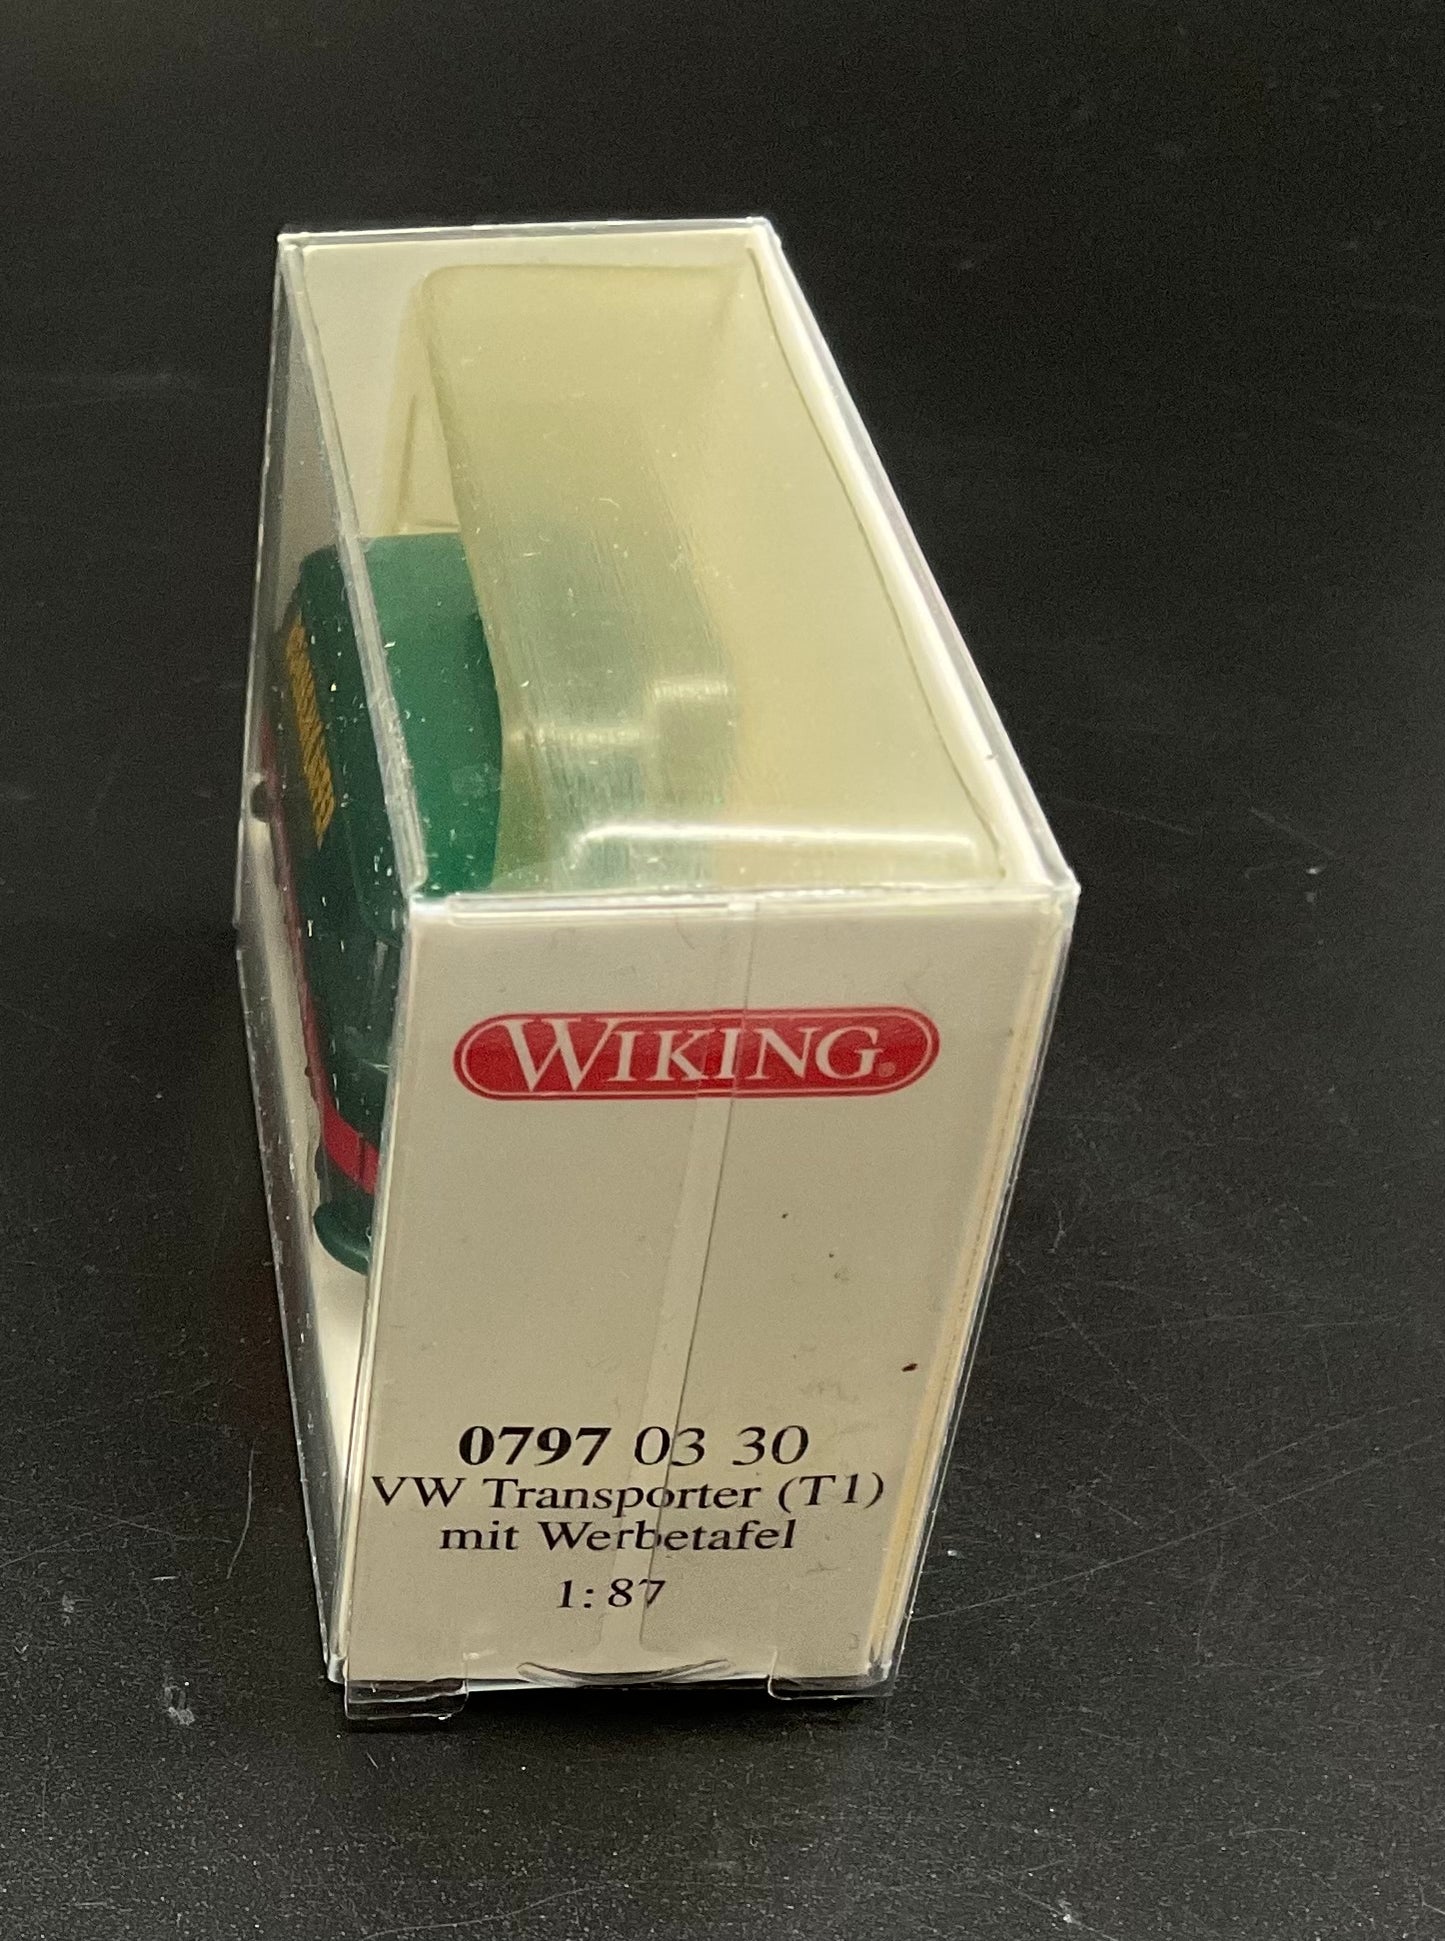 WIKING®
0797 03 30
VW Transporter (T1)
mit Werbetafel
1:87